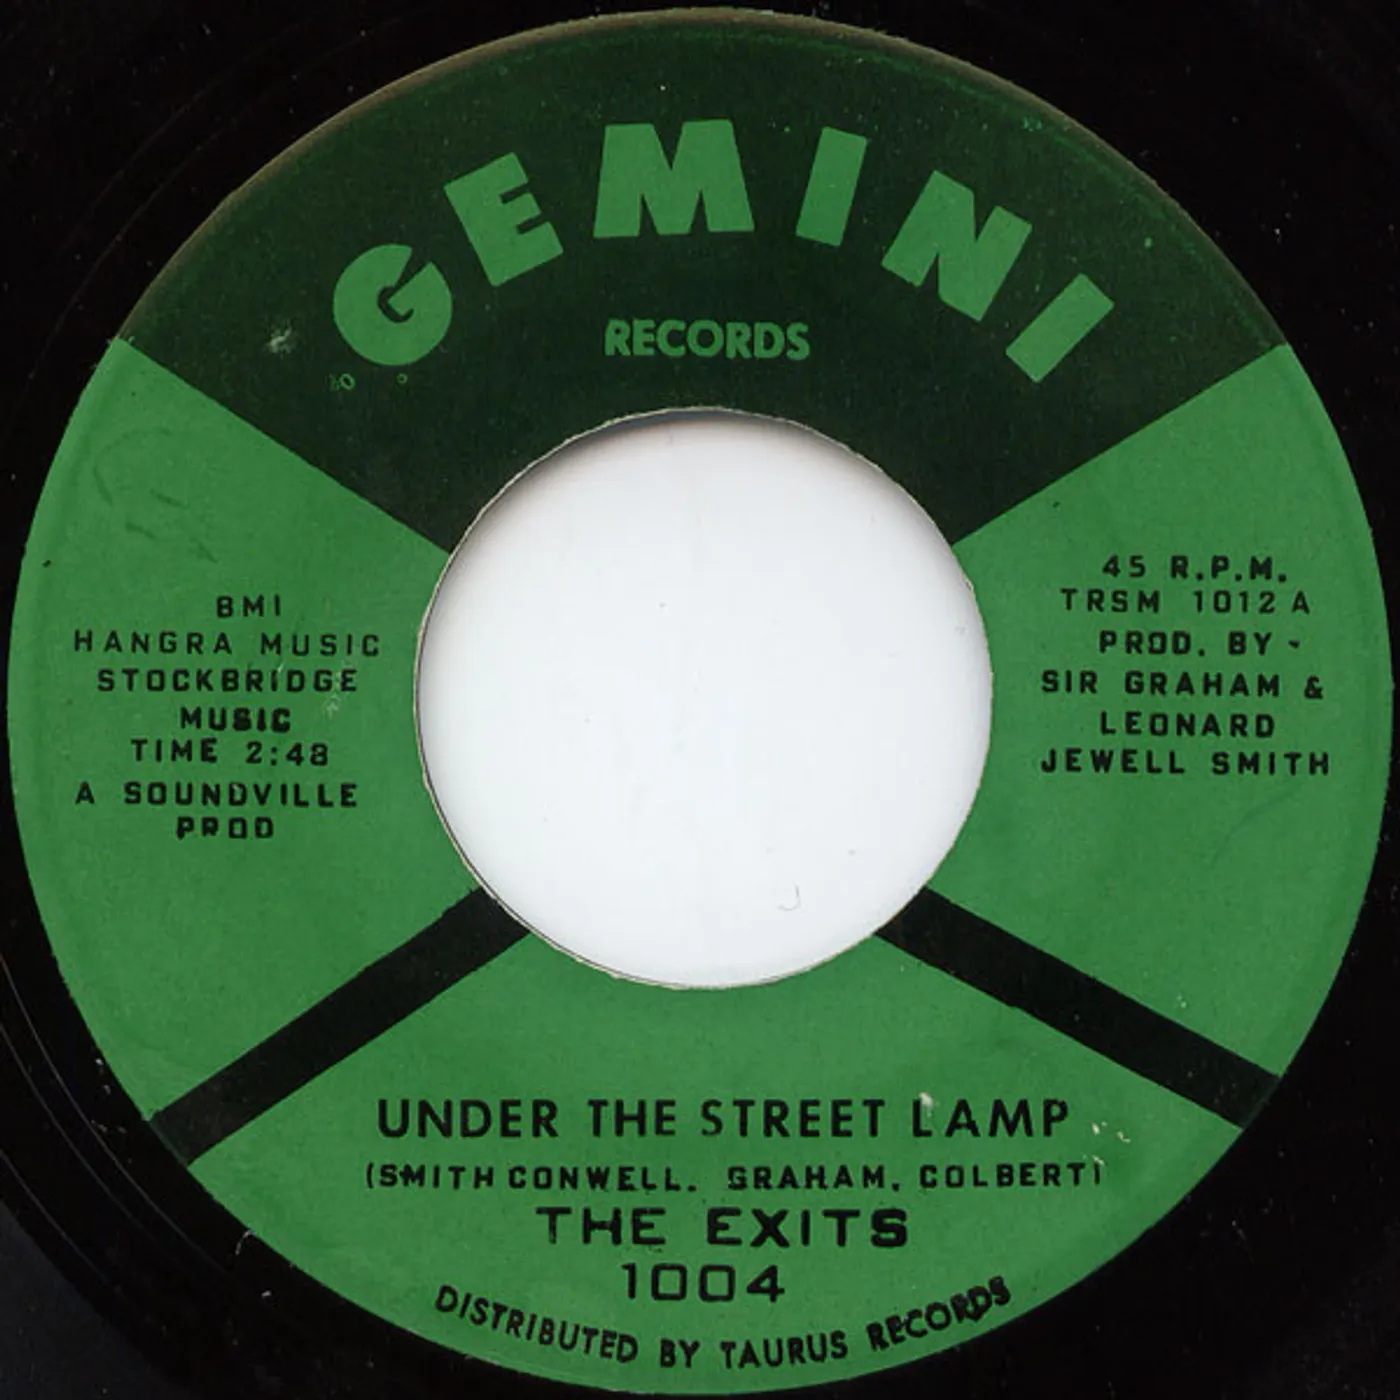 GEMINI
RECORDS
BMI
HANGRA MUSIC
STOCKBRIDGE
MUSIC
TIME 2:48
A SOUNDVILLE
PROD
45 R.P.M.
TRSM 1012 A
PROD. BY -
SIR GRAHAM &
LEONARD
JEWELL SMITH
UNDER THE STREET LAMP
(SMITH CONWELL. GRAHAM. COLBERT)
THE EXITS
1004
DISTRIBUTED BY TAURUS RECORDS